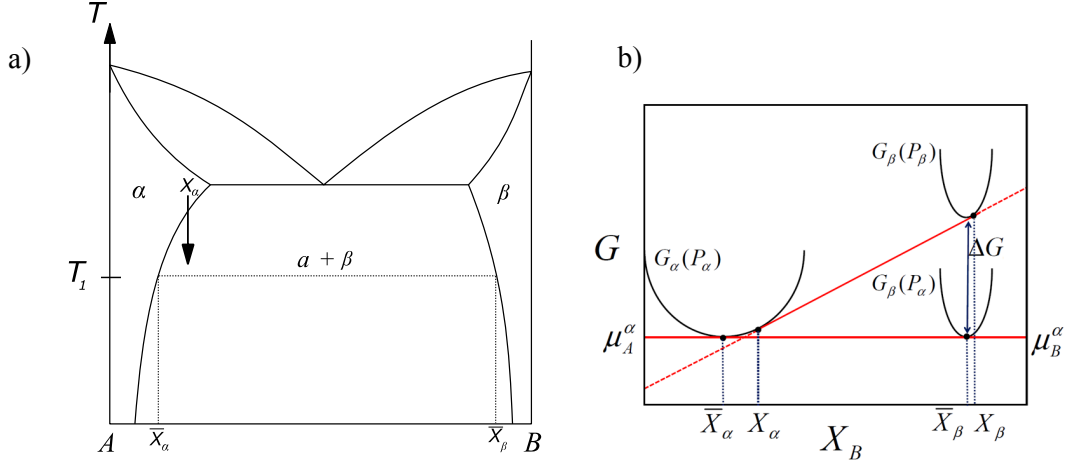 a)
T
α
X_α
β
T_1
a + β
A
X̅_α
X̅_β
B
b)
G
G_β(P_β)
G_α(P_α)
ΔG
G_β(P_α)
μ_A^α
μ_B^α
X̅_α
X_α
X̅_β
X_β
X_B